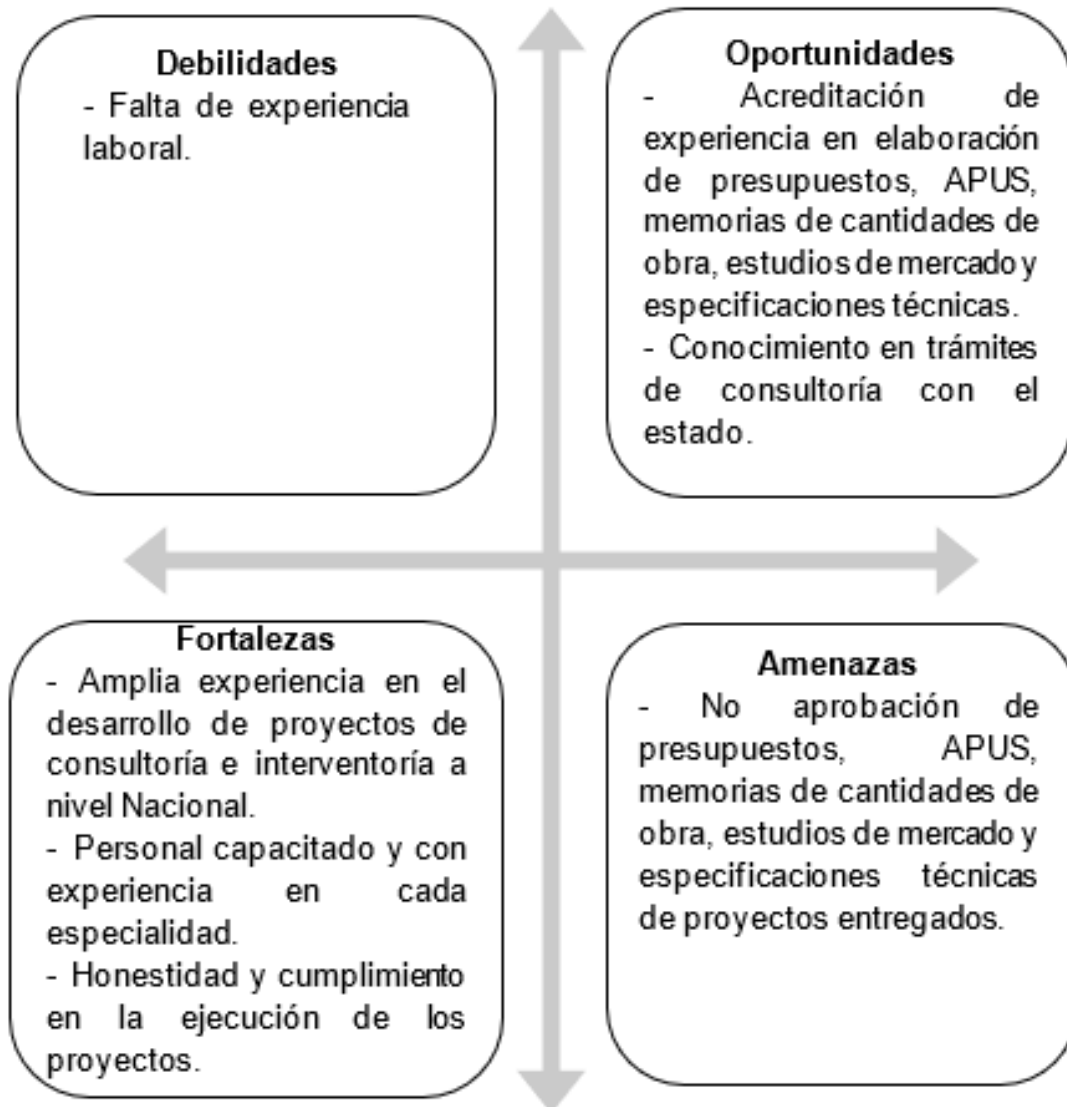 Debilidades
- Falta de experiencia
laboral.
Oportunidades
- Acreditación de
experiencia en elaboración
de presupuestos, APUS,
memorias de cantidades de
obra, estudios de mercado y
especificaciones técnicas.
- Conocimiento en trámites
de consultoría con el
estado.
Fortalezas
- Amplia experiencia en el
desarrollo de proyectos de
consultoría e interventoría a
nivel Nacional.
- Personal capacitado y con
experiencia en cada
especialidad.
- Honestidad y cumplimiento
en la ejecución de los
proyectos.
Amenazas
- No aprobación de
presupuestos, APUS,
memorias de cantidades de
obra, estudios de mercado y
especificaciones técnicas
de proyectos entregados.